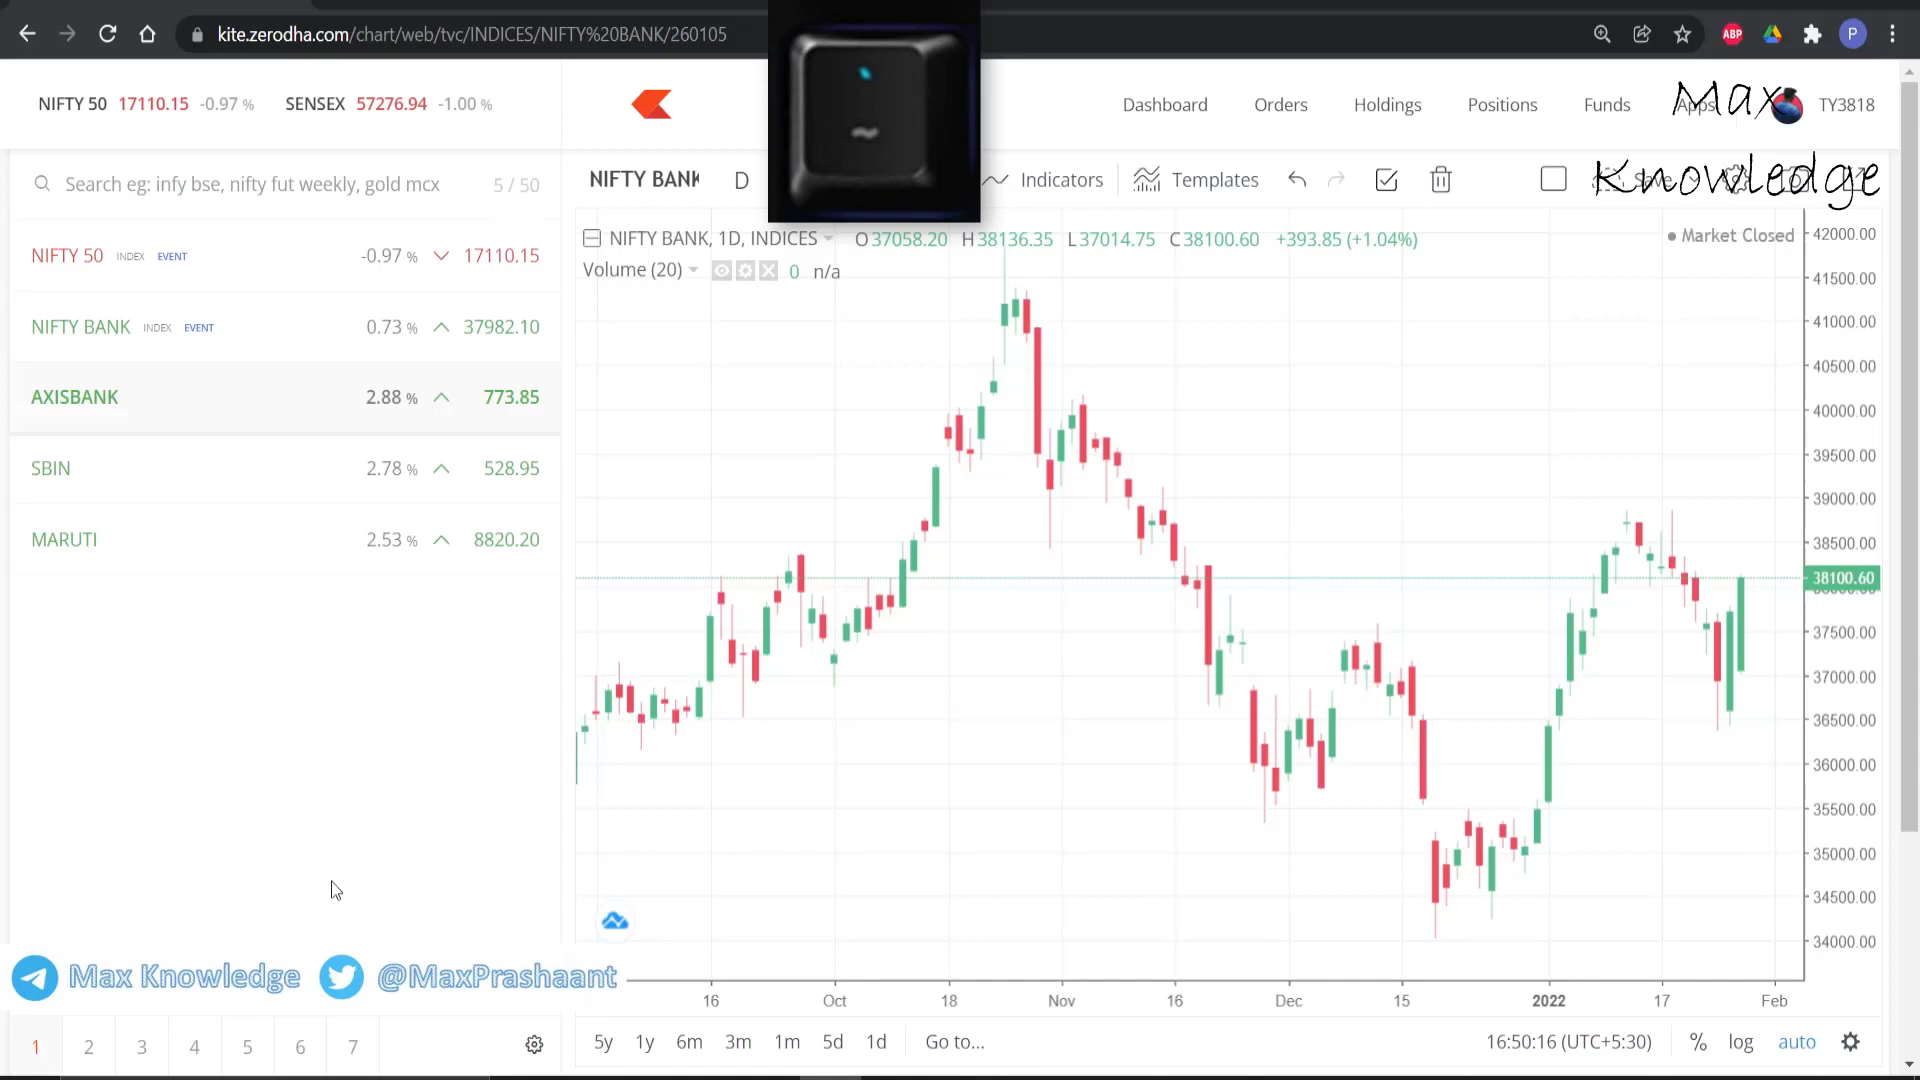 kite.zerodha.com/chart/web/tvc/INDICES/NIFTY%20BANK/260105
ABP
P
NIFTY 50 17110.15 -0.97 % SENSEX 57276.94 -1.00 %
Dashboard Orders Holdings Positions Funds Apps TY3818
Max
Knowledge
Search eg: infy bse, nifty fut weekly, gold mcx 5 / 50
NIFTY BANK D Indicators Templates Save
NIFTY 50 INDEX EVENT -0.97 % 17110.15
NIFTY BANK INDEX EVENT 0.73 % 37982.10
AXISBANK 2.88 % 773.85
SBIN 2.78 % 528.95
MARUTI 2.53 % 8820.20
NIFTY BANK, 1D, INDICES O37058.20 H38136.35 L37014.75 C38100.60 +393.85 (+1.04%)
Market Closed
Volume (20) 0 n/a
42000.00
41500.00
41000.00
40500.00
40000.00
39500.00
39000.00
38500.00
38100.60
38000.00
37500.00
37000.00
36500.00
36000.00
35500.00
35000.00
34500.00
34000.00
Max Knowledge @MaxPrashaant
16 Oct 18 Nov 16 Dec 15 2022 17 Feb
1 2 3 4 5 6 7
5y 1y 6m 3m 1m 5d 1d Go to... 16:50:16 (UTC+5:30) % log auto